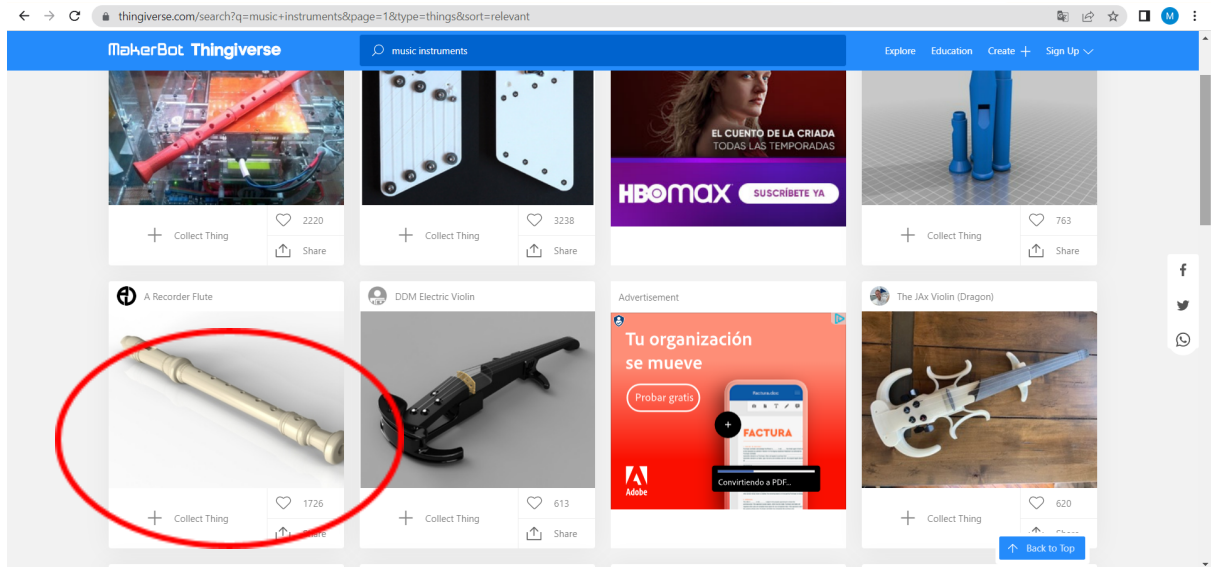 thingiverse.com/search?q=music+instruments&page=1&type=things&sort=relevant
M
MakerBot Thingiverse
music instruments
Explore
Education
Create
Sign Up
EL CUENTO DE LA CRIADA
TODAS LAS TEMPORADAS
HBOMAX
SUSCRÍBETE YA
Collect Thing
2220
Share
Collect Thing
3238
Share
Collect Thing
763
Share
A Recorder Flute
DDM Electric Violin
Advertisement
The JAx Violin (Dragon)
Tu organización
se mueve
Probar gratis
FACTURA
Convirtiendo a PDF...
Adobe
Collect Thing
1726
Share
Collect Thing
613
Share
Collect Thing
620
Share
Back to Top